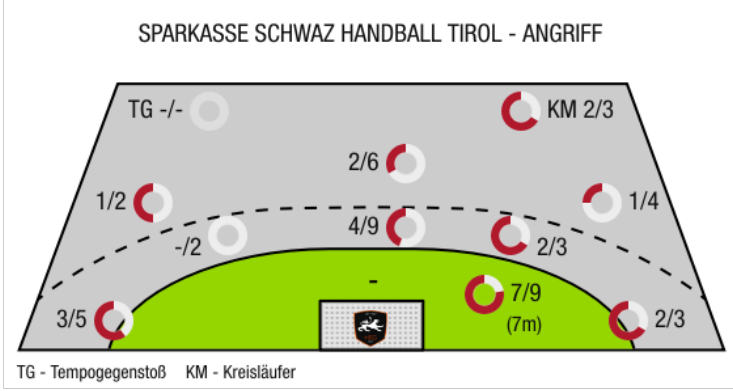 SPARKASSE SCHWAZ HANDBALL TIROL - ANGRIFF
TG -/-
KM 2/3
2/6
1/2
1/4
4/9
-/2
2/3
-
7/9
(7m)
3/5
2/3
TG - Tempogegenstoß KM - Kreisläufer